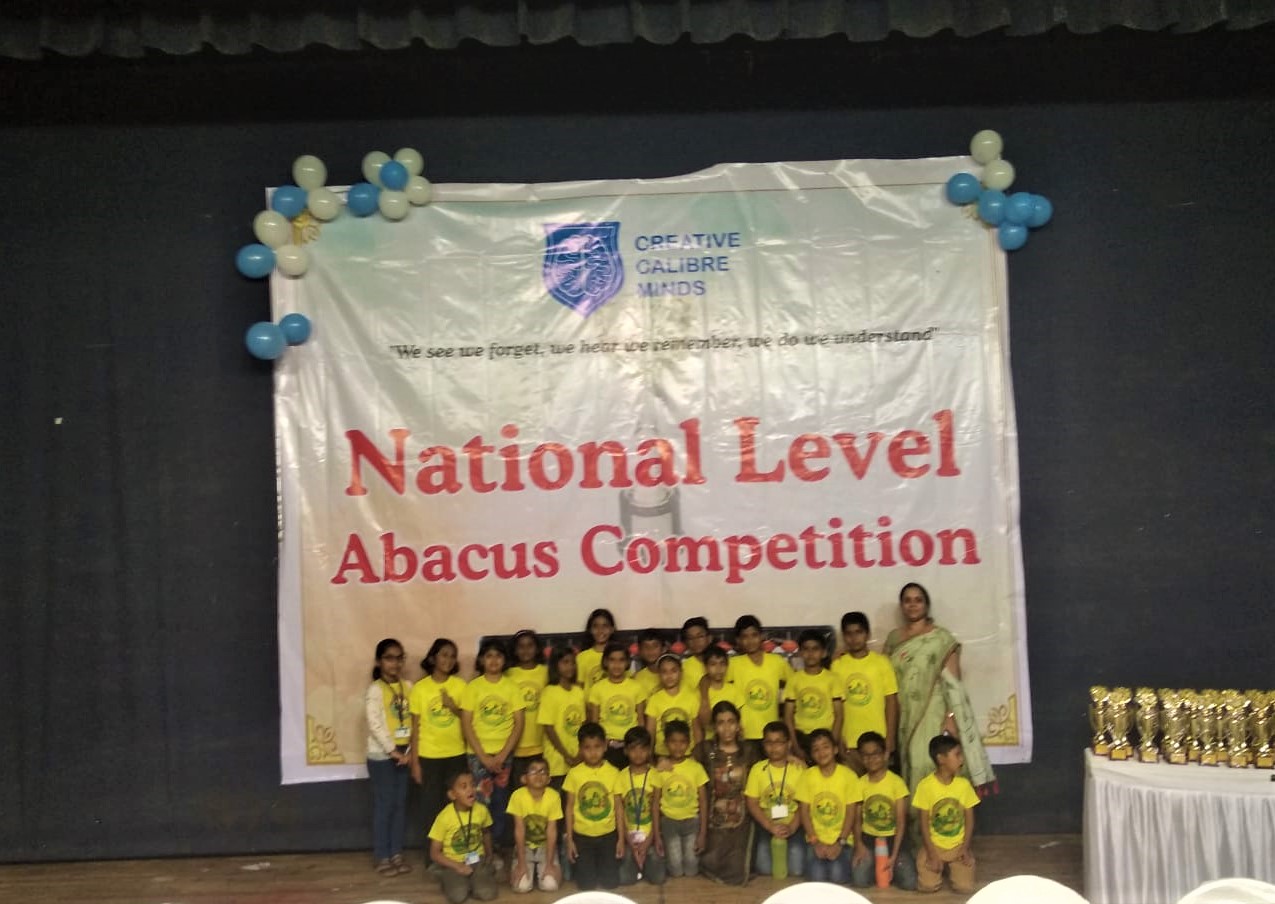 CREATIVE
CALIBRE
MINDS
"We see we forget, we hear we remember, we do we understand"
National Level
Abacus Competition